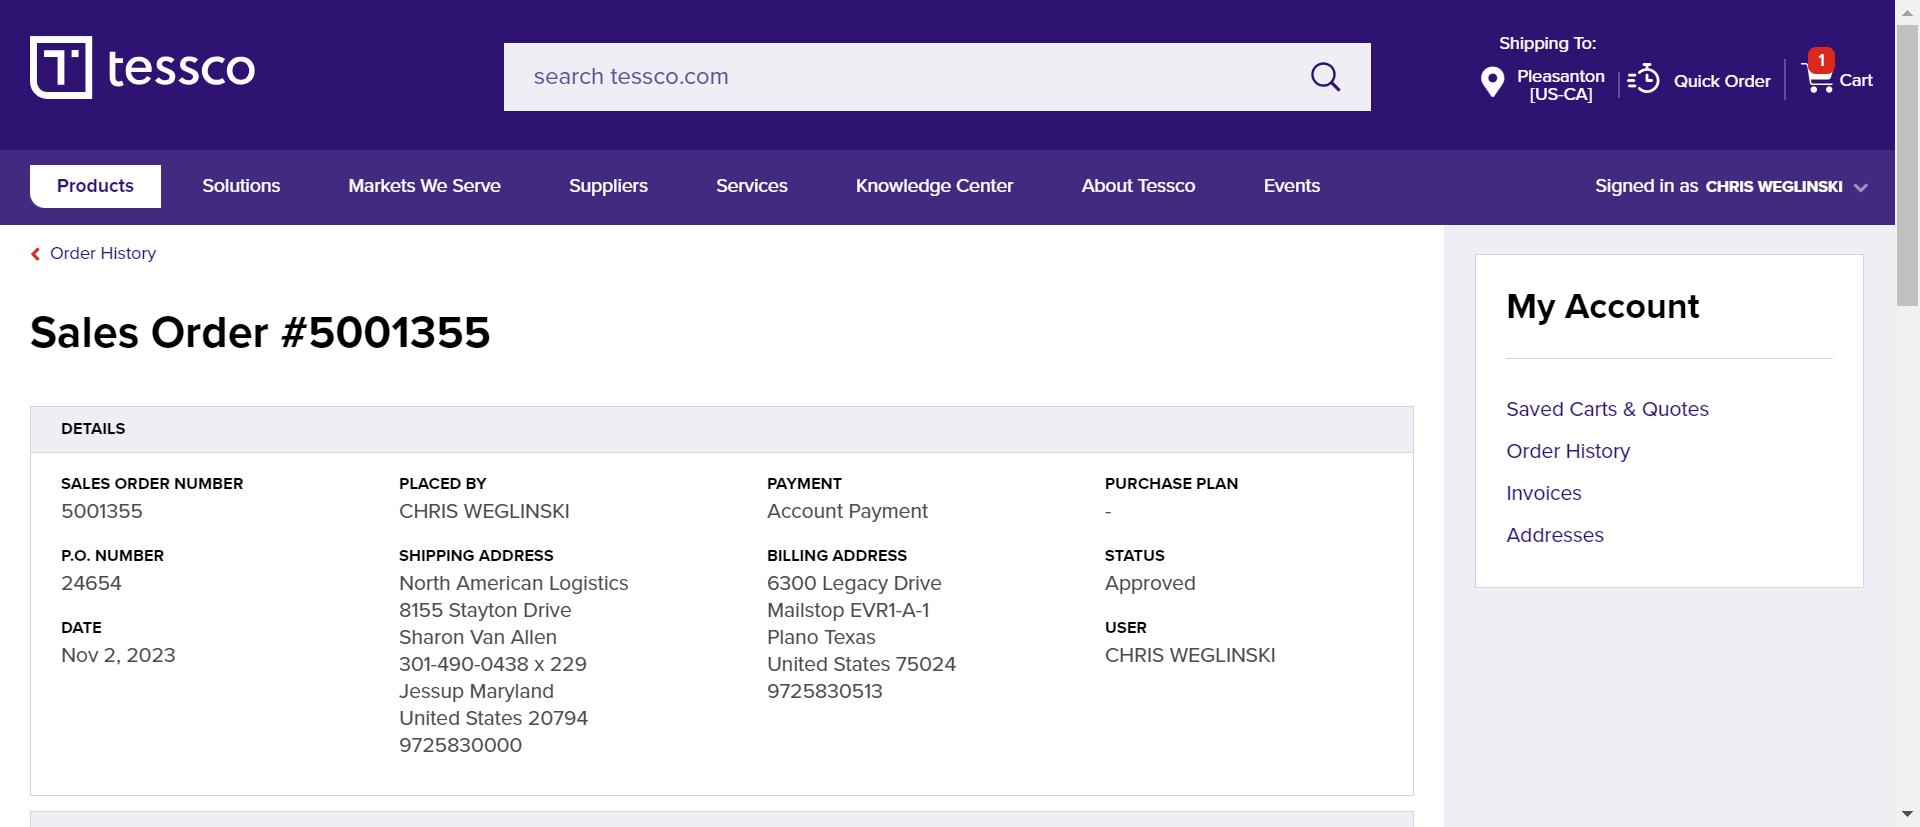 tessco
search tessco.com
Shipping To:
Pleasanton
[US-CA]
Quick Order
1
Cart
Products
Solutions
Markets We Serve
Suppliers
Services
Knowledge Center
About Tessco
Events
Signed in as CHRIS WEGLINSKI
Order History
Sales Order #5001355
DETAILS
SALES ORDER NUMBER
5001355
P.O. NUMBER
24654
DATE
Nov 2, 2023
PLACED BY
CHRIS WEGLINSKI
SHIPPING ADDRESS
North American Logistics
8155 Stayton Drive
Sharon Van Allen
301-490-0438 x 229
Jessup Maryland
United States 20794
9725830000
PAYMENT
Account Payment
BILLING ADDRESS
6300 Legacy Drive
Mailstop EVR1-A-1
Plano Texas
United States 75024
9725830513
PURCHASE PLAN
-
STATUS
Approved
USER
CHRIS WEGLINSKI
My Account
Saved Carts & Quotes
Order History
Invoices
Addresses